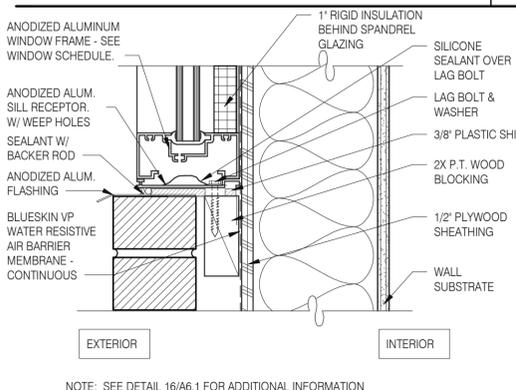 ANODIZED ALUMINUM
WINDOW FRAME - SEE
WINDOW SCHEDULE.
ANODIZED ALUM.
SILL RECEPTOR.
W/ WEEP HOLES
SEALANT W/
BACKER ROD
ANODIZED ALUM.
FLASHING
BLUESKIN VP
WATER RESISTIVE
AIR BARRIER
MEMBRANE -
CONTINUOUS
1" RIGID INSULATION
BEHIND SPANDREL
GLAZING
SILICONE
SEALANT OVER
LAG BOLT
LAG BOLT &
WASHER
3/8" PLASTIC SHI
2X P.T. WOOD
BLOCKING
1/2" PLYWOOD
SHEATHING
WALL
SUBSTRATE
EXTERIOR
INTERIOR
NOTE: SEE DETAIL 16/A6.1 FOR ADDITIONAL INFORMATION